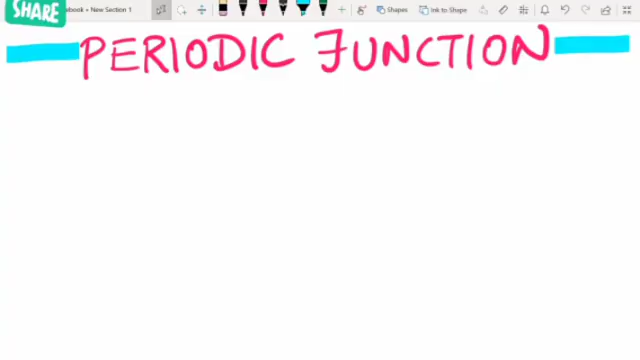 SHARE
ebook • New Section 1
Shapes
Ink to Shape
PERIODIC FUNCTION